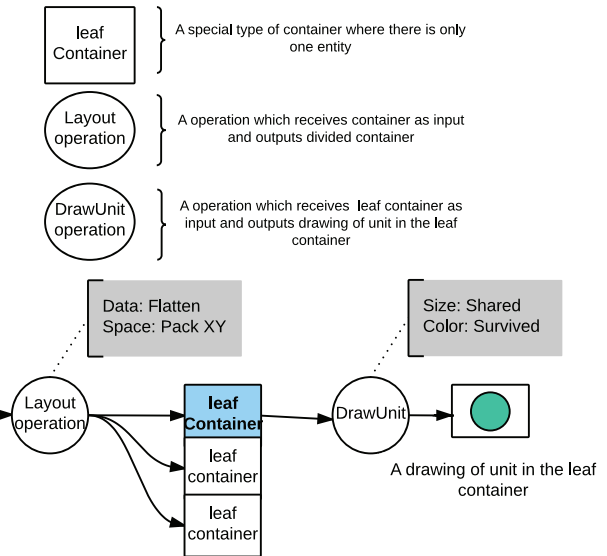 leaf
Container
A special type of container where there is only
one entity
Layout
operation
A operation which receives container as input
and outputs divided container
DrawUnit
operation
A operation which receives leaf container as
input and outputs drawing of unit in the leaf
container
Data: Flatten
Space: Pack XY
Size: Shared
Color: Survived
Layout
operation
leaf
Container
leaf
container
leaf
container
DrawUnit
A drawing of unit in the leaf
container